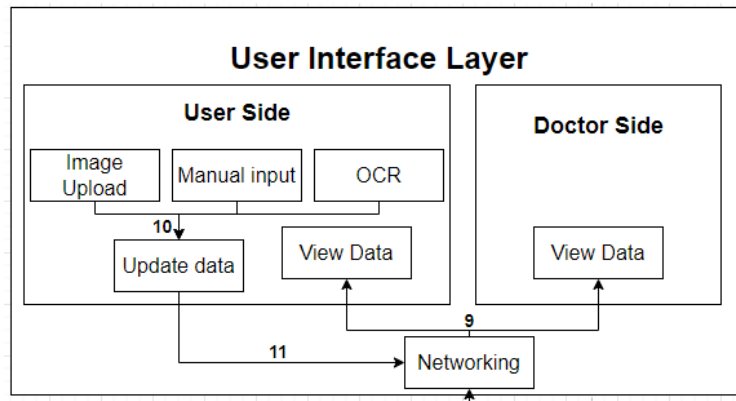 User Interface Layer
User Side
Doctor Side
Image
Upload
Manual input
OCR
10
Update data
View Data
View Data
9
11
Networking